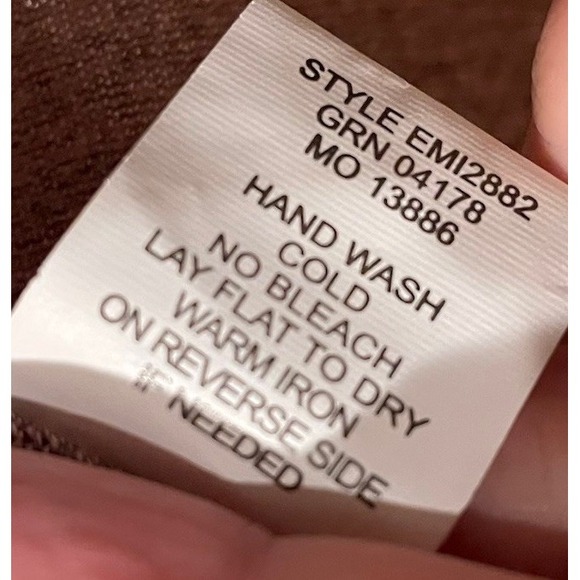 STYLE EMI2882
GRN 04178
MO 13886
HAND WASH
COLD
NO BLEACH
LAY FLAT TO DRY
WARM IRON
ON REVERSE SIDE
IF NEEDED